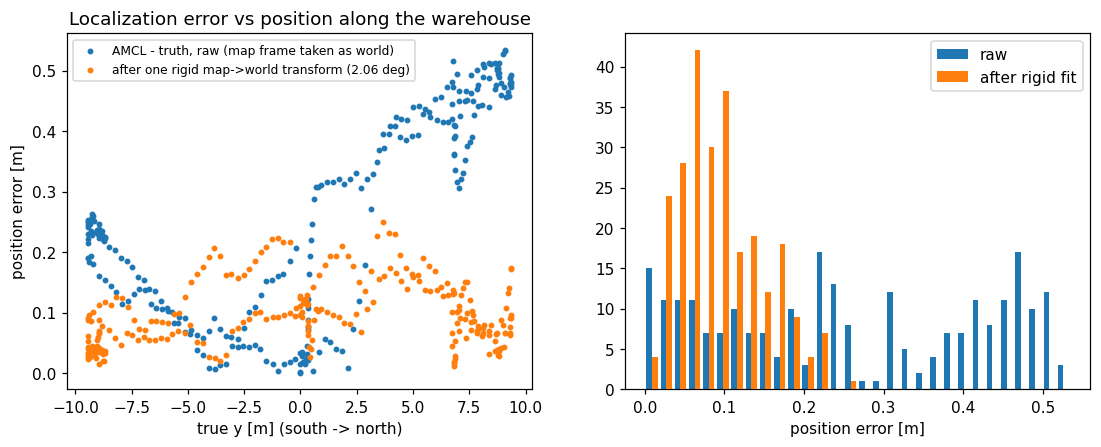 Localization error vs position along the warehouse
AMCL - truth, raw (map frame taken as world)
after one rigid map->world transform (2.06 deg)
position error [m]
0.5
0.4
0.3
0.2
0.1
0.0
−10.0 −7.5 −5.0 −2.5 0.0 2.5 5.0 7.5 10.0
true y [m] (south -> north)
raw
after rigid fit
40
35
30
25
20
15
10
5
0
0.0 0.1 0.2 0.3 0.4 0.5
position error [m]